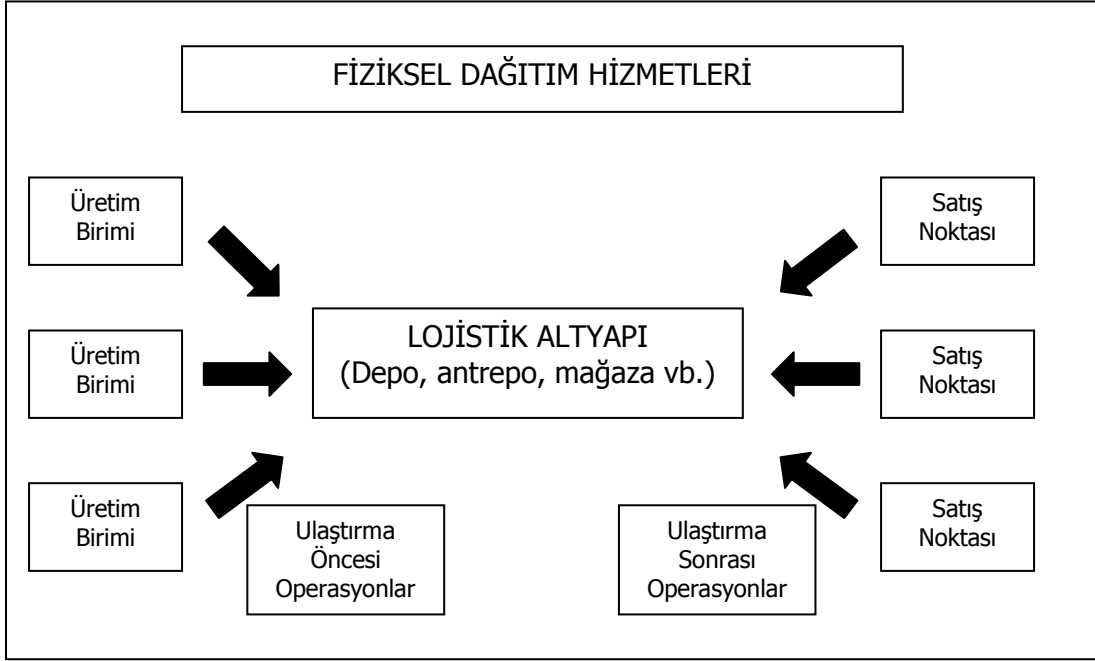 FİZİKSEL DAĞITIM HİZMETLERİ
Üretim
Birimi
Satış
Noktası
LOJİSTİK ALTYAPI
(Depo, antrepo, mağaza vb.)
Üretim
Birimi
Satış
Noktası
Üretim
Birimi
Ulaştırma
Öncesi
Operasyonlar
Ulaştırma
Sonrası
Operasyonlar
Satış
Noktası